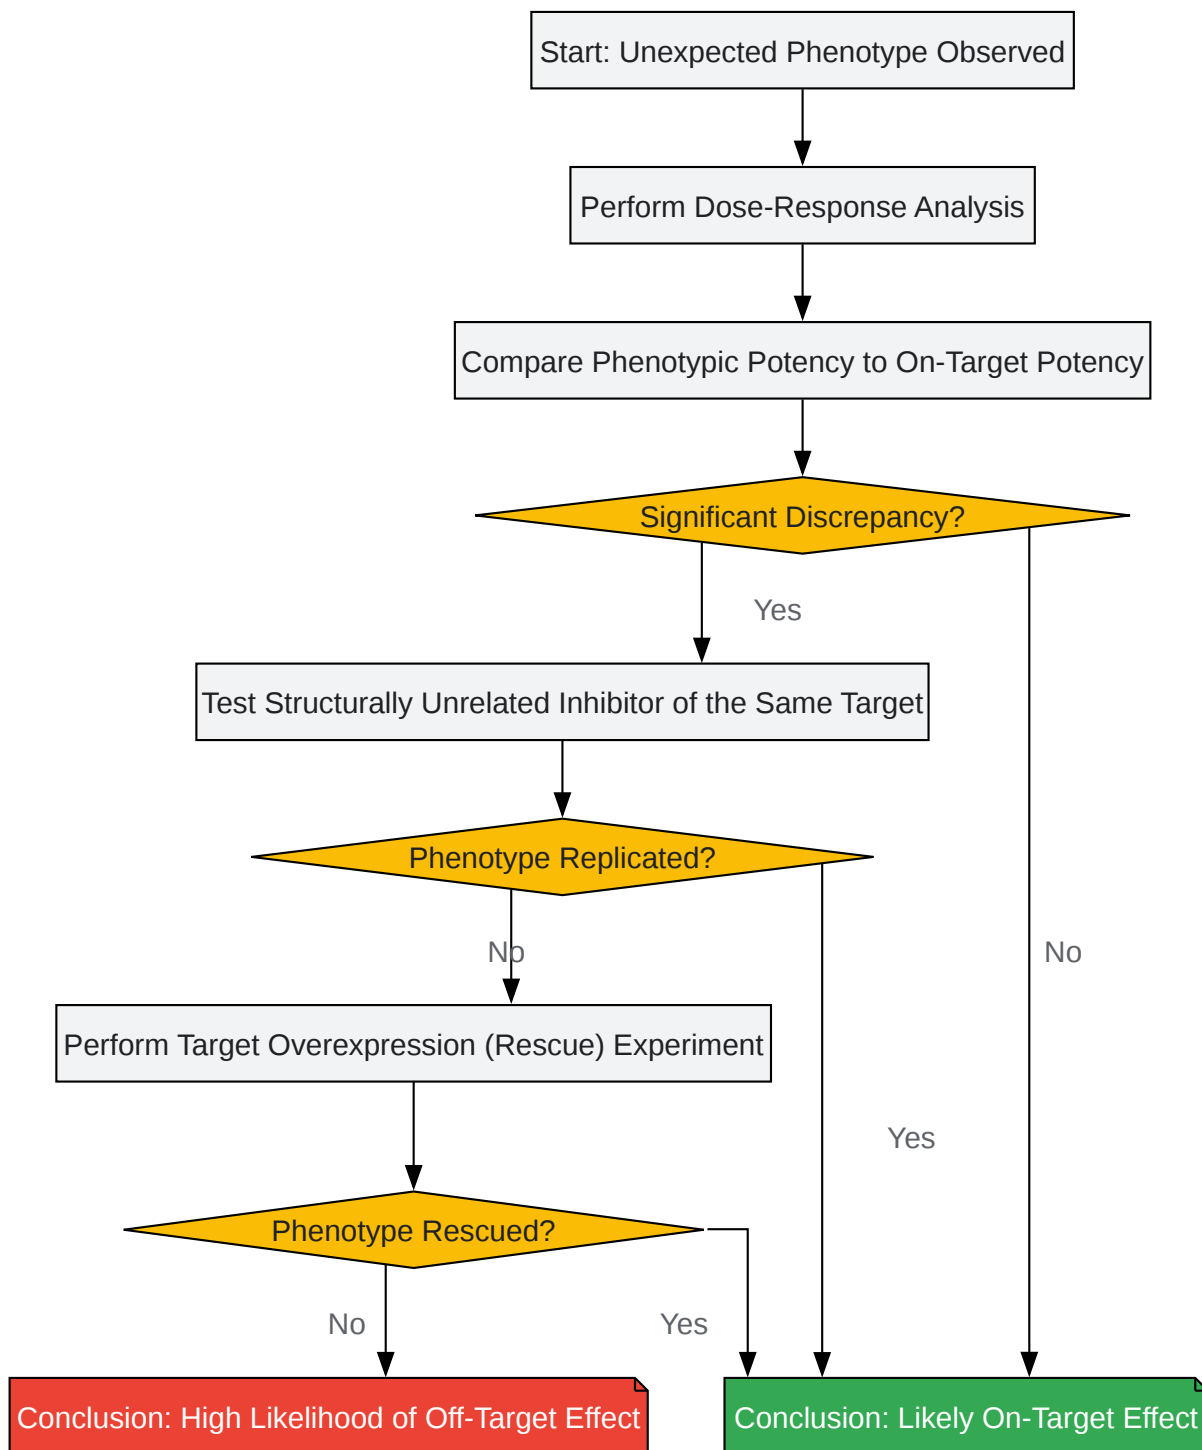 Start: Unexpected Phenotype Observed
Perform Dose-Response Analysis
Compare Phenotypic Potency to On-Target Potency
Significant Discrepancy?
Yes
Test Structurally Unrelated Inhibitor of the Same Target
Phenotype Replicated?
No
No
Perform Target Overexpression (Rescue) Experiment
Yes
Phenotype Rescued?
No
Yes
Conclusion: High Likelihood of Off-Target Effect
Conclusion: Likely On-Target Effect